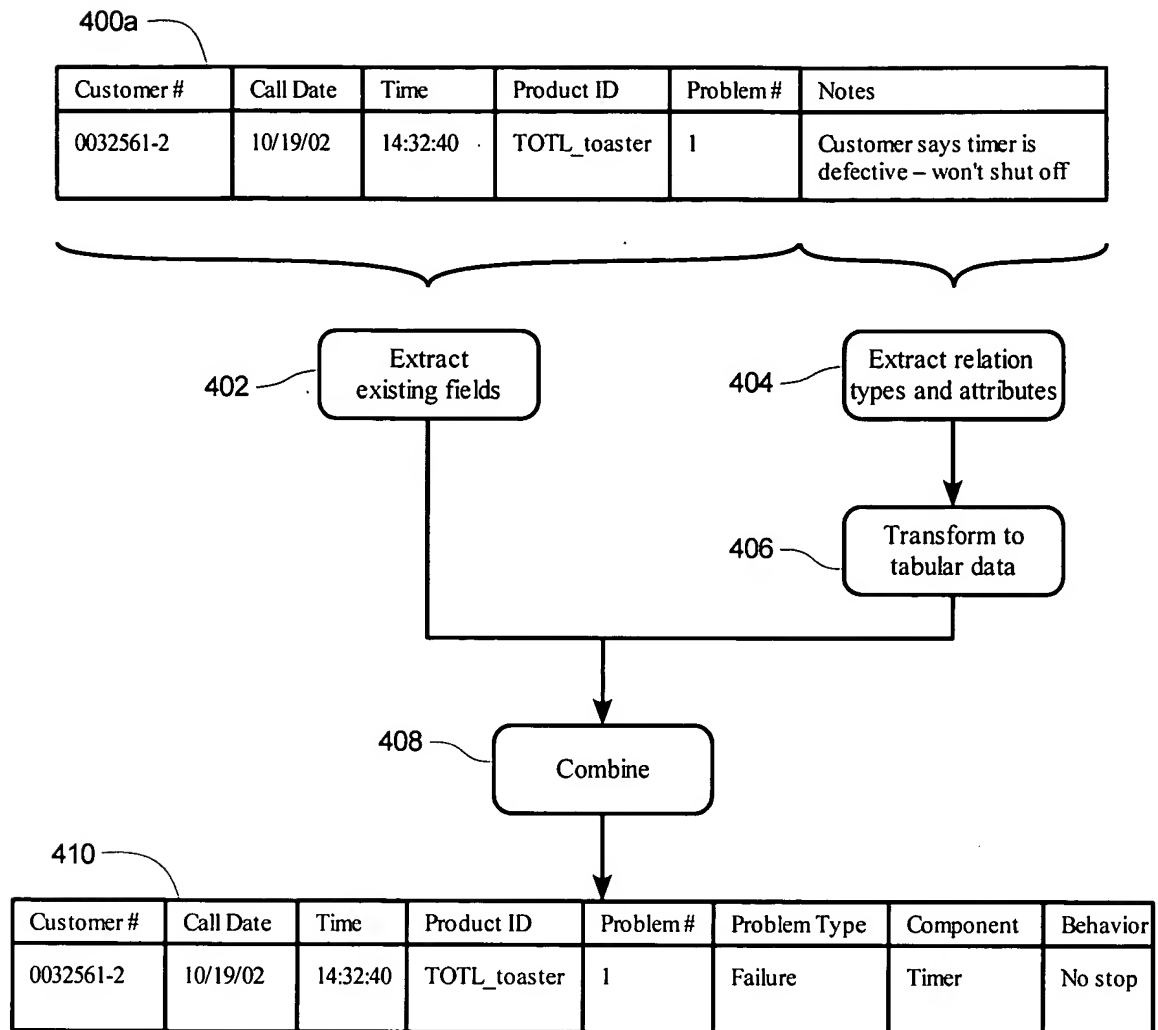 400a
Customer # Call Date Time Product ID Problem # Notes
0032561-2 10/19/02 14:32:40 TOTL_toaster 1 Customer says timer is
defective – won't shut off
402
Extract
existing fields
404
Extract relation
types and attributes
406
Transform to
tabular data
408
Combine
410
Customer # Call Date Time Product ID Problem # Problem Type Component Behavior
0032561-2 10/19/02 14:32:40 TOTL_toaster 1 Failure Timer No stop